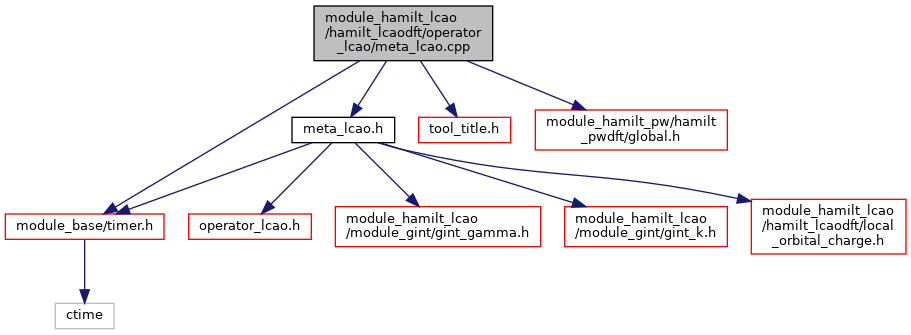 module_hamilt_lcao
/hamilt_lcaodft/operator
_lcao/meta_lcao.cpp
meta_lcao.h
tool_title.h
module_hamilt_pw/hamilt
_pwdft/global.h
module_base/timer.h
operator_lcao.h
module_hamilt_lcao
/module_gint/gint_gamma.h
module_hamilt_lcao
/module_gint/gint_k.h
module_hamilt_lcao
/hamilt_lcaodft/local
_orbital_charge.h
ctime